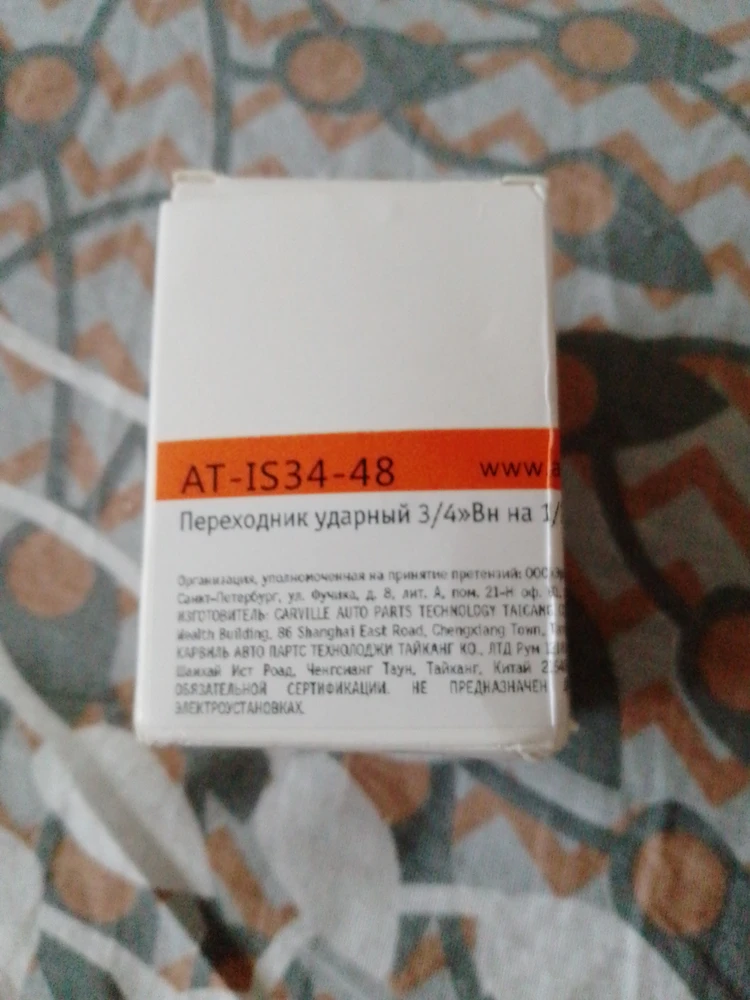 AT-IS34-48 www.a
Переходник ударный 3/4»Вн на 1/
Организация, уполномоченная на принятие претензий: ООО
Санкт-Петербург, ул. Фучика, д. 8, лит. А, пом. 21-Н оф.
ИЗГОТОВИТЕЛЬ: CARVILLE AUTO PARTS TECHNOLOGY TAICANG
Wealth Building, 86 Shanghai East Road, Chengxiang Town,
КАРВИЛЬ АВТО ПАРТС ТЕХНОЛОДЖИ ТАЙКАНГ КО., ЛТД Рум
Шанхай Ист Роад, Ченгсианг Таун, Тайканг, Китай
ОБЯЗАТЕЛЬНОЙ СЕРТИФИКАЦИИ. НЕ ПРЕДНАЗНАЧЕН
ЭЛЕКТРОУСТАНОВКАХ.